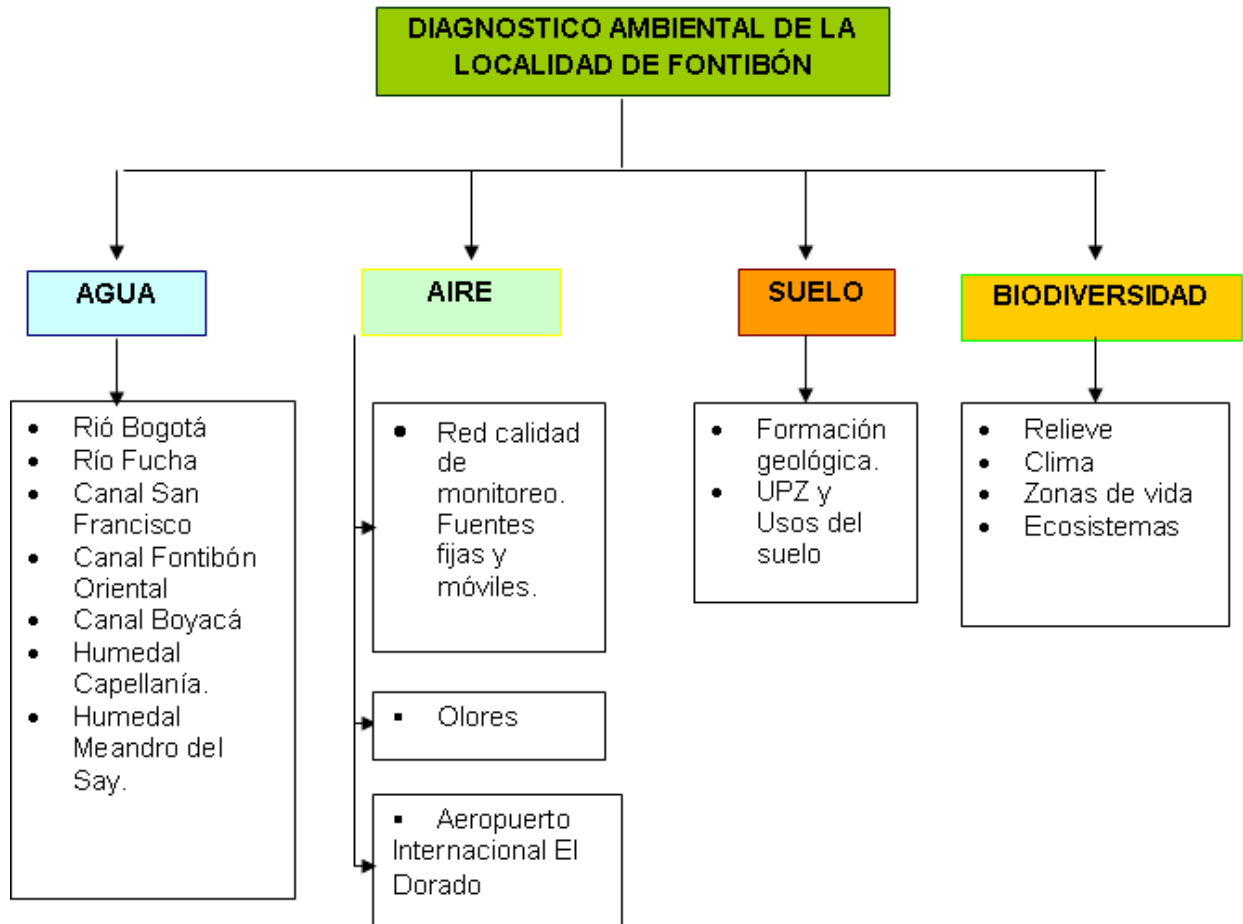 DIAGNOSTICO AMBIENTAL DE LA
LOCALIDAD DE FONTIBÓN
AGUA
AIRE
SUELO
BIODIVERSIDAD
• Rió Bogotá
• Río Fucha
• Canal San
Francisco
• Canal Fontibón
Oriental
• Canal Boyacá
• Humedal
Capellanía.
• Humedal
Meandro del
Say.
• Red calidad
de
monitoreo.
Fuentes
fijas y
móviles.
▪ Olores
▪ Aeropuerto
Internacional El
Dorado
• Formación
geológica.
• UPZ y
Usos del
suelo
• Relieve
• Clima
• Zonas de vida
• Ecosistemas